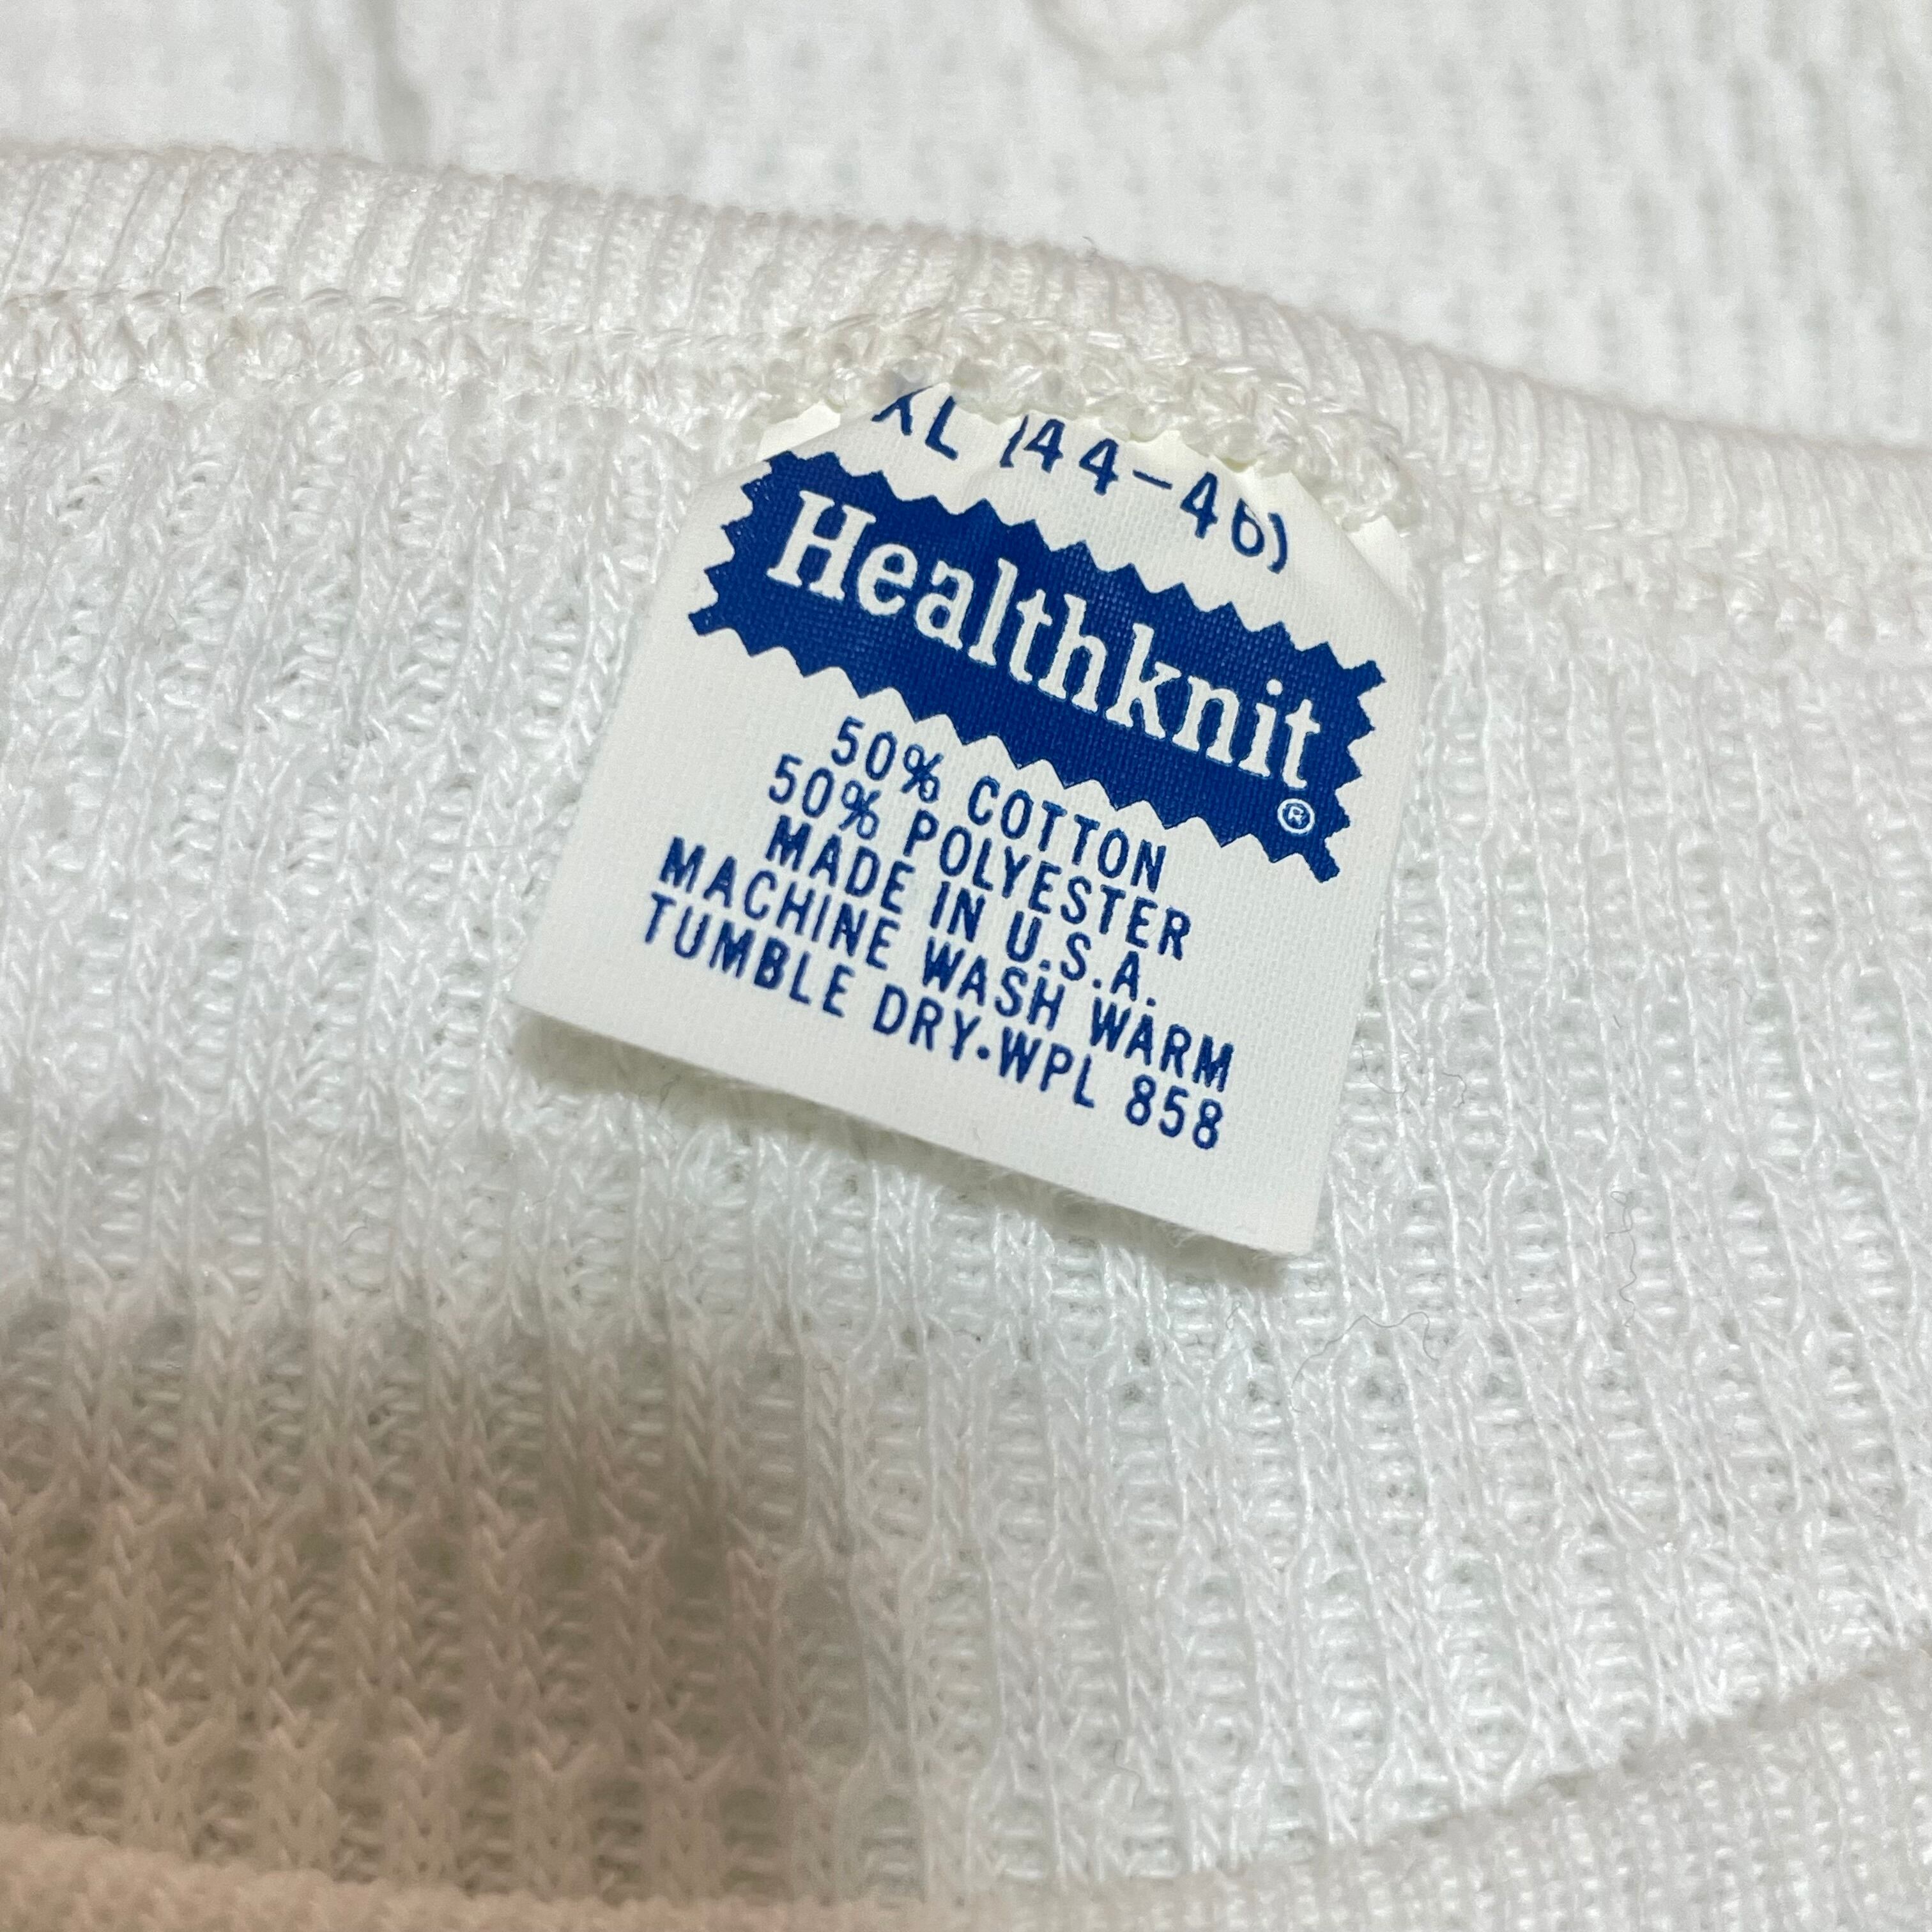 XL (44-46)
Healthknit®
50% COTTON
50% POLYESTER
MADE IN U.S.A.
MACHINE WASH WARM
TUMBLE DRY•WPL 858